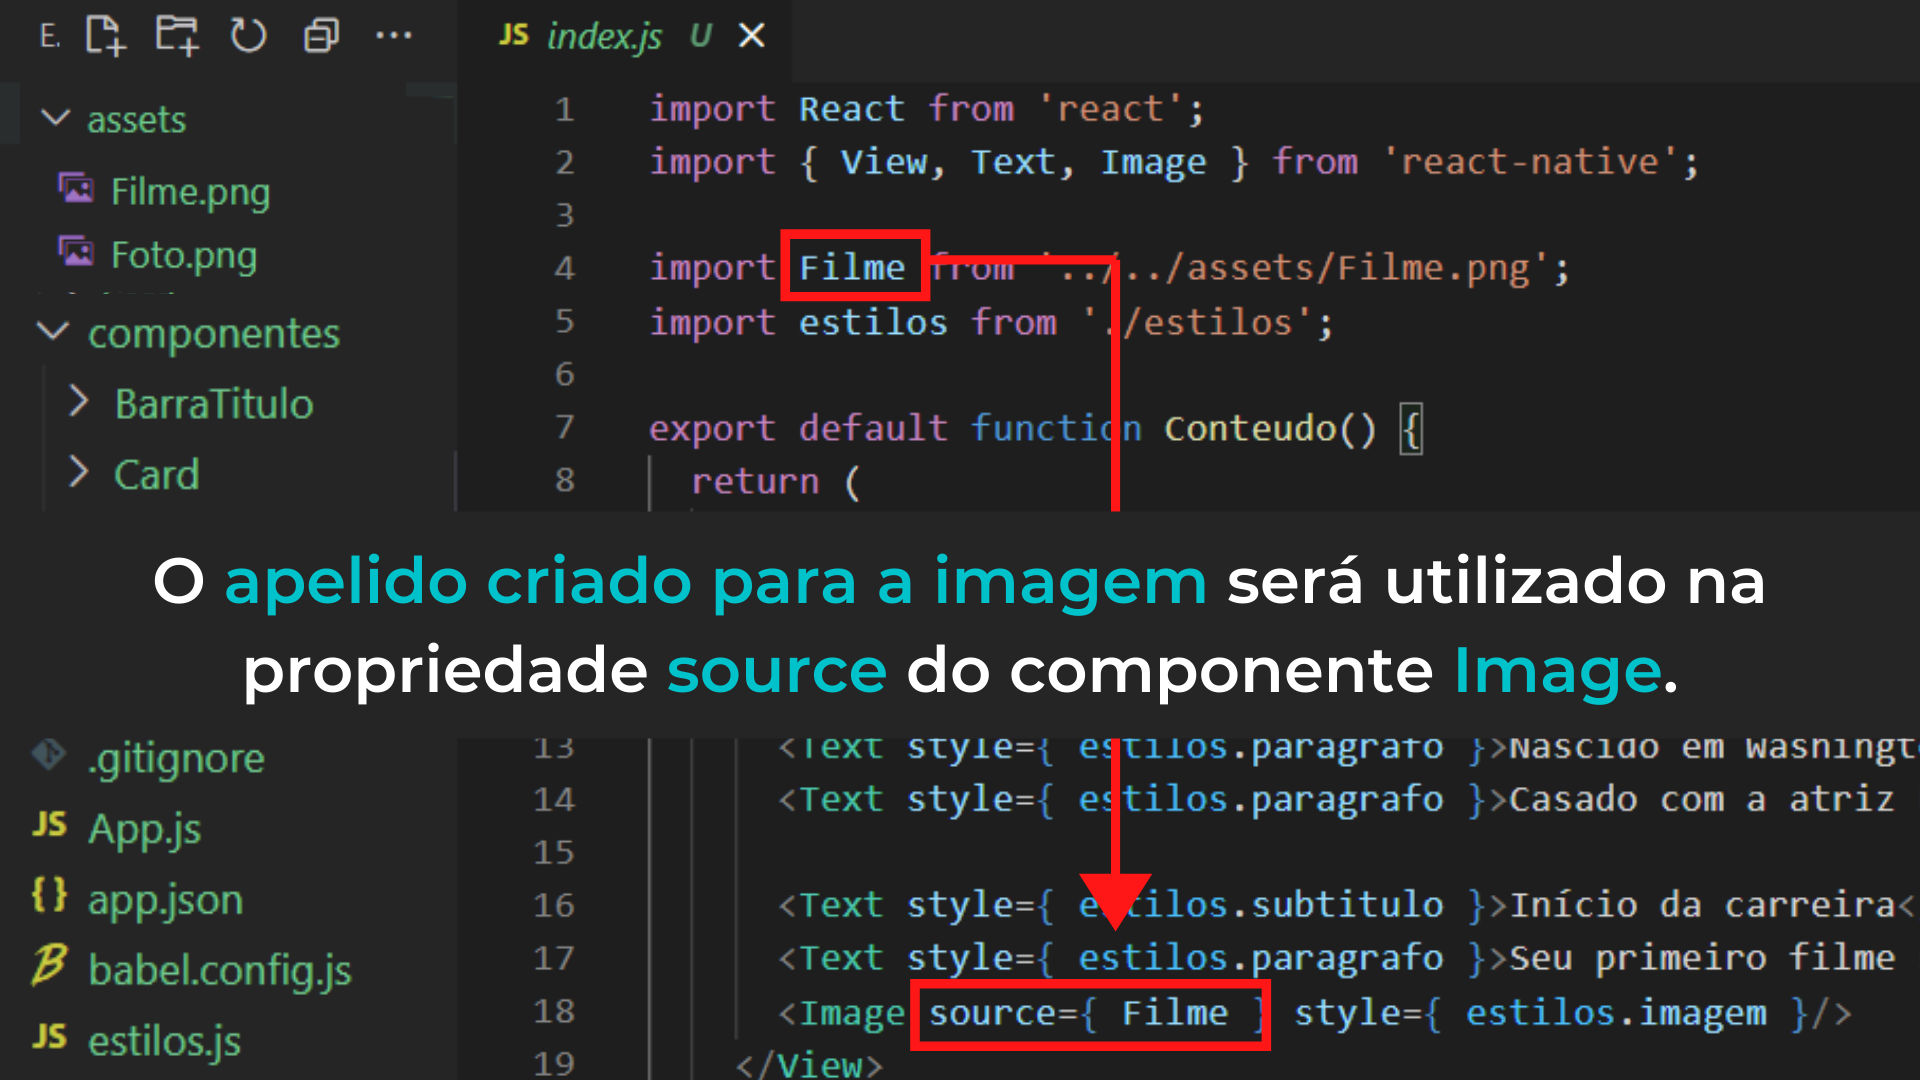 E.
JS index.js U
assets
Filme.png
Foto.png
componentes
BarraTitulo
Card
1 import React from 'react';
2 import { View, Text, Image } from 'react-native';
3
4 import Filme from '../../assets/Filme.png';
5 import estilos from './estilos';
6
7 export default function Conteudo() {
8 return (
O apelido criado para a imagem será utilizado na
propriedade source do componente Image.
.gitignore
JS App.js
{} app.json
B babel.config.js
JS estilos.js
13 <Text style={ estilos.paragrafo }>Nascido em Washingt
14 <Text style={ estilos.paragrafo }>Casado com a atriz
15
16 <Text style={ estilos.subtitulo }>Início da carreira<
17 <Text style={ estilos.paragrafo }>Seu primeiro filme
18 <Image source={ Filme } style={ estilos.imagem }/>
19 </View>